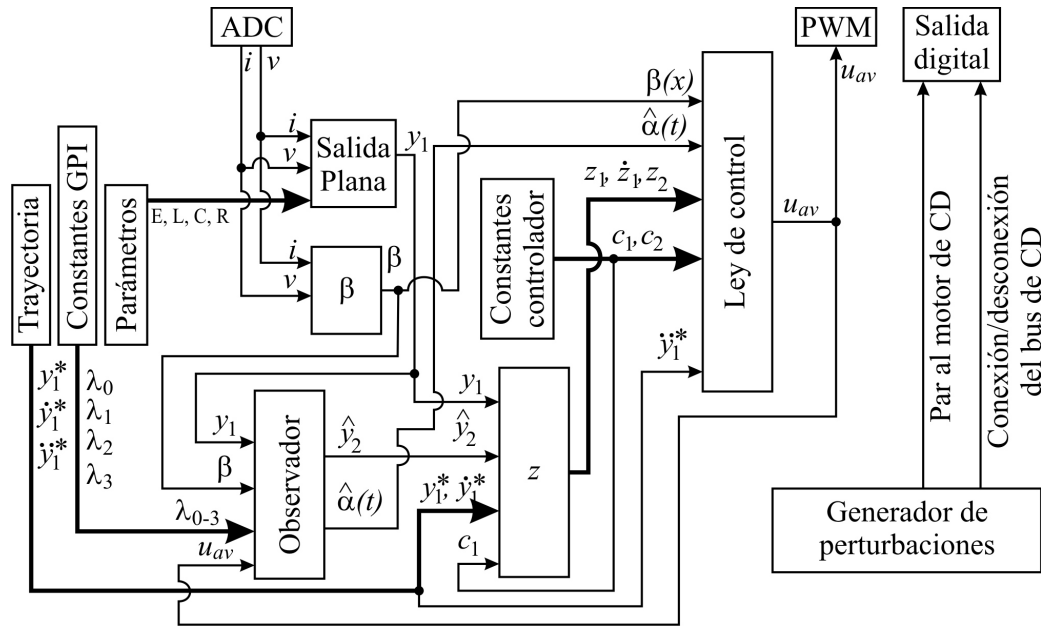 ADC
PWM
Salida
digital
i
v
u_av
β(x)
α̂(t)
i
v
Salida
Plana
y₁
E, L, C, R
Trayectoria
Constantes GPI
Parámetros
i
v
β
β
Constantes
controlador
z₁, ż₁, z₂
c₁, c₂
ÿ₁*
Ley de control
u_av
Par al motor de CD
Conexión/desconexión
del bus de CD
y₁*
ẏ₁*
ÿ₁*
λ₀
λ₁
λ₂
λ₃
y₁
β
λ₀₋₃
u_av
Observador
ŷ₂
α̂(t)
y₁
ŷ₂
y₁*, ẏ₁*
c₁
z
Generador de
perturbaciones